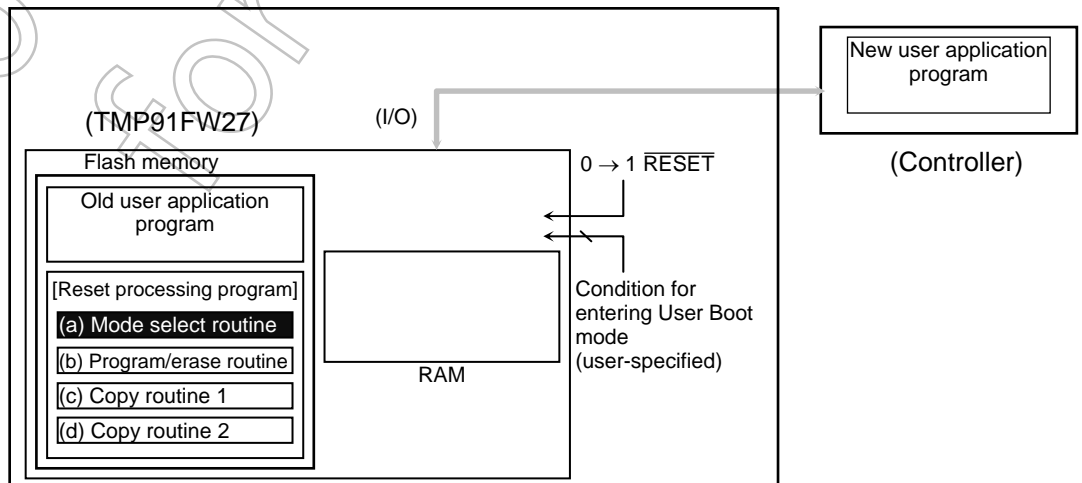 for
New user application
program
(Controller)
(I/O)
(TMP91FW27)
Flash memory
Old user application
program
[Reset processing program]
(a) Mode select routine
(b) Program/erase routine
(c) Copy routine 1
(d) Copy routine 2
RAM
0 → 1 RESET
Condition for
entering User Boot
mode
(user-specified)